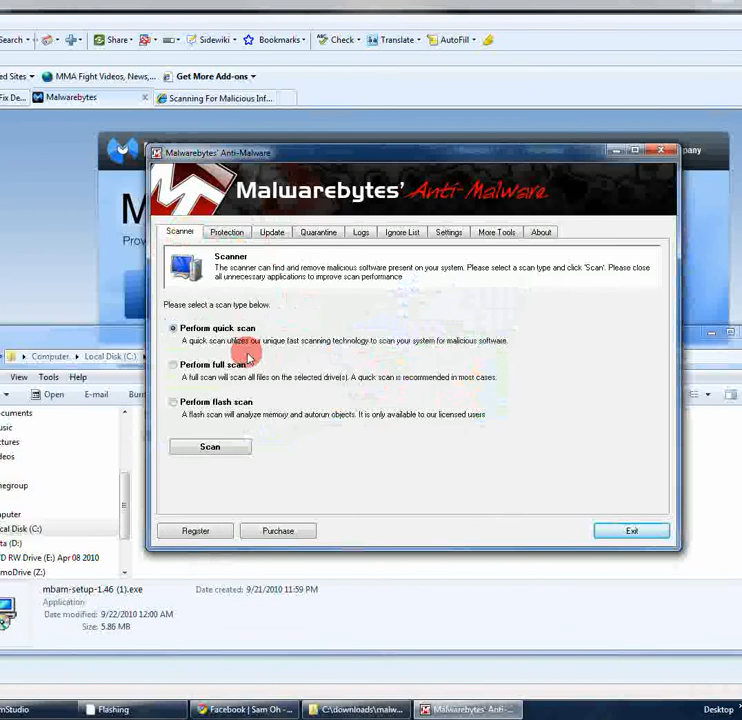 Search
Share
Sidewiki
Bookmarks
Check
Translate
AutoFill
ed Sites
MMA Fight Videos, News,...
Get More Add-ons
Fix De...
Malwarebytes
Scanning For Malicious Inf...
M
Prov
pany
Malwarebytes' Anti-Malware
Malwarebytes' Anti-Malware
Scanner
Protection
Update
Quarantine
Logs
Ignore List
Settings
More Tools
About
Scanner
The scanner can find and remove malicious software present on your system. Please select a scan type and click 'Scan'. Please close
all unnecessary applications to improve scan performance
Please select a scan type below.
Perform quick scan
A quick scan utilizes our unique fast scanning technology to scan your system for malicious software.
Perform full scan
A full scan will scan all files on the selected drive(s). A quick scan is recommended in most cases.
Perform flash scan
A flash scan will analyze memory and autorun objects. It is only available to our licensed users
Scan
Register
Purchase
Exit
Computer
Local Disk (C:)
View
Tools
Help
Open
E-mail
Burn
ocuments
usic
ctures
deos
megroup
mputer
ocal Disk (C:)
ta (D:)
D RW Drive (E:) Apr 08 2010
moDrive (Z:)
mbam-setup-1.46 (1).exe
Date created: 9/21/2010 11:59 PM
Application
Date modified: 9/22/2010 12:00 AM
Size: 5.86 MB
mStudio
Flashing
Facebook | Sam Oh -...
C:\downloads\malw...
Malwarebytes' Anti-...
Desktop